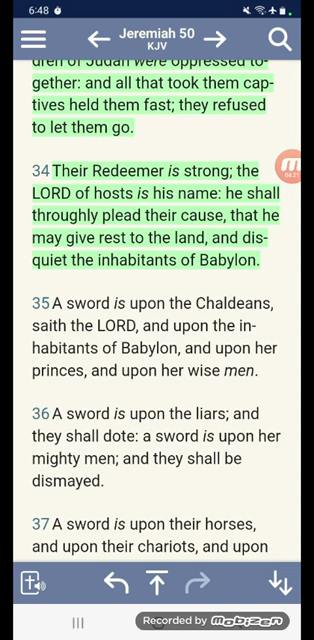 6:48
Jeremiah 50
KJV
dren of Judah were oppressed to-
gether: and all that took them cap-
tives held them fast; they refused
to let them go.
34 Their Redeemer is strong; the
LORD of hosts is his name: he shall
throughly plead their cause, that he
may give rest to the land, and dis-
quiet the inhabitants of Babylon.
35 A sword is upon the Chaldeans,
saith the LORD, and upon the in-
habitants of Babylon, and upon her
princes, and upon her wise men.
36 A sword is upon the liars; and
they shall dote: a sword is upon her
mighty men; and they shall be
dismayed.
37 A sword is upon their horses,
and upon their chariots, and upon
Recorded by Mobizen